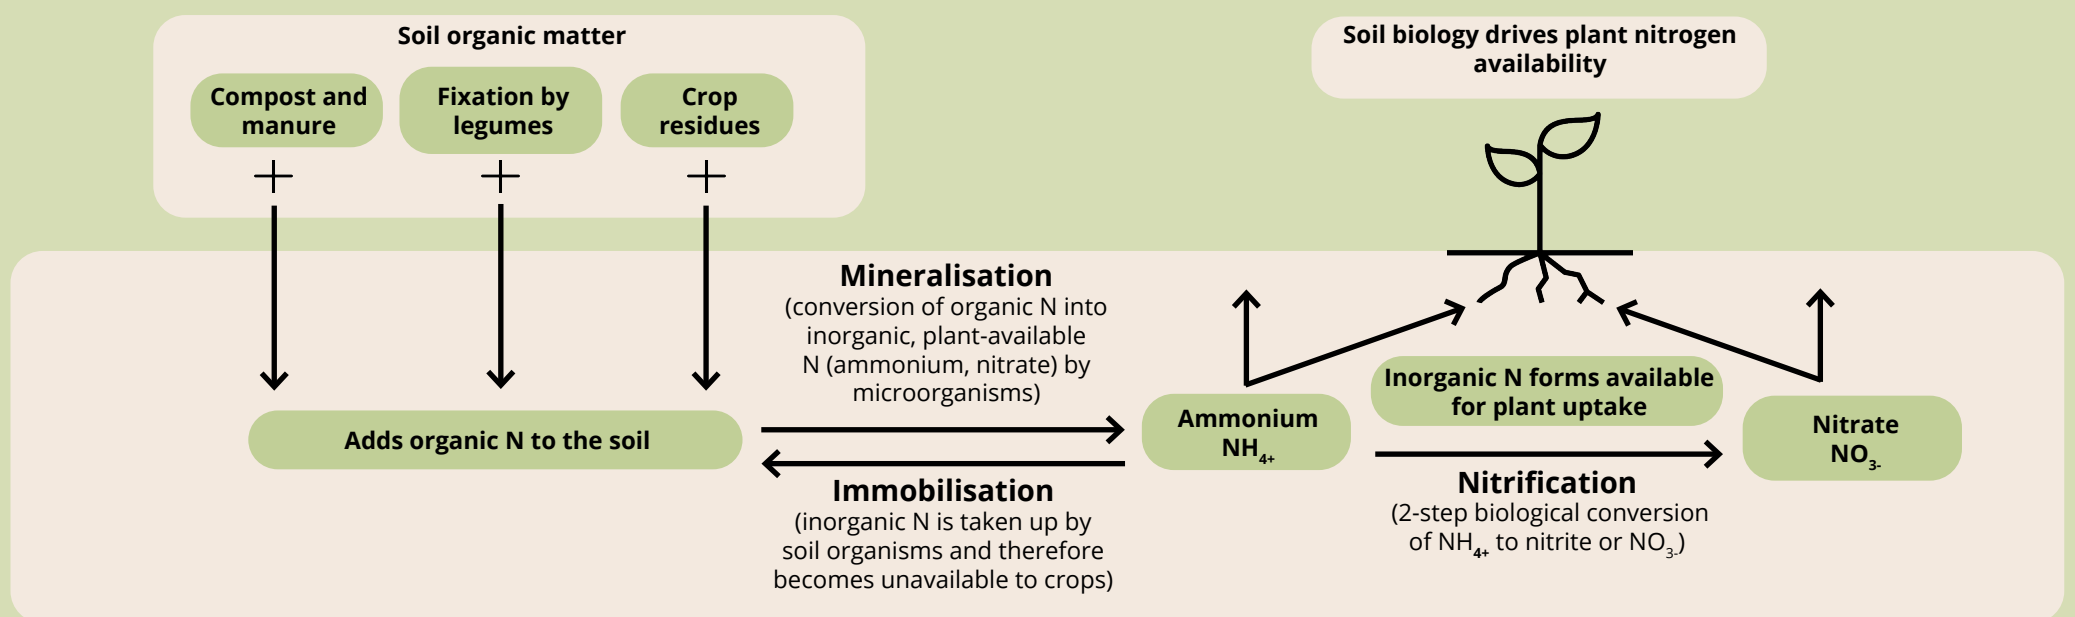 Soil organic matter
Compost and
manure
Fixation by
legumes
Crop
residues
Soil biology drives plant nitrogen
availability
Mineralisation
(conversion of organic N into
inorganic, plant-available
N (ammonium, nitrate) by
microorganisms)
Adds organic N to the soil
Immobilisation
(inorganic N is taken up by
soil organisms and therefore
becomes unavailable to crops)
Ammonium
NH₄₊
Inorganic N forms available
for plant uptake
Nitrification
(2-step biological conversion
of NH₄₊ to nitrite or NO₃₋)
Nitrate
NO₃₋